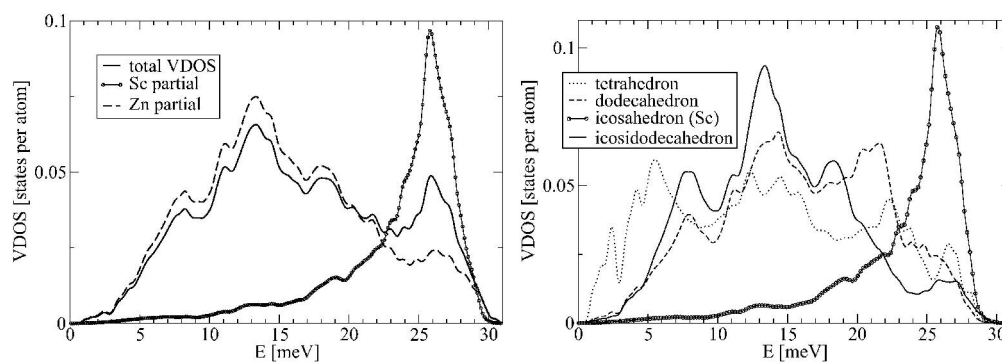 0.1
total VDOS
Sc partial
Zn partial
0.05
VDOS [states per atom]
0
0 5 10 15 20 25 30
E [meV]
0.1
tetrahedron
dodecahedron
icosahedron (Sc)
icosidodecahedron
0.05
VDOS [states per atom]
0
0 5 10 15 20 25 30
E [meV]